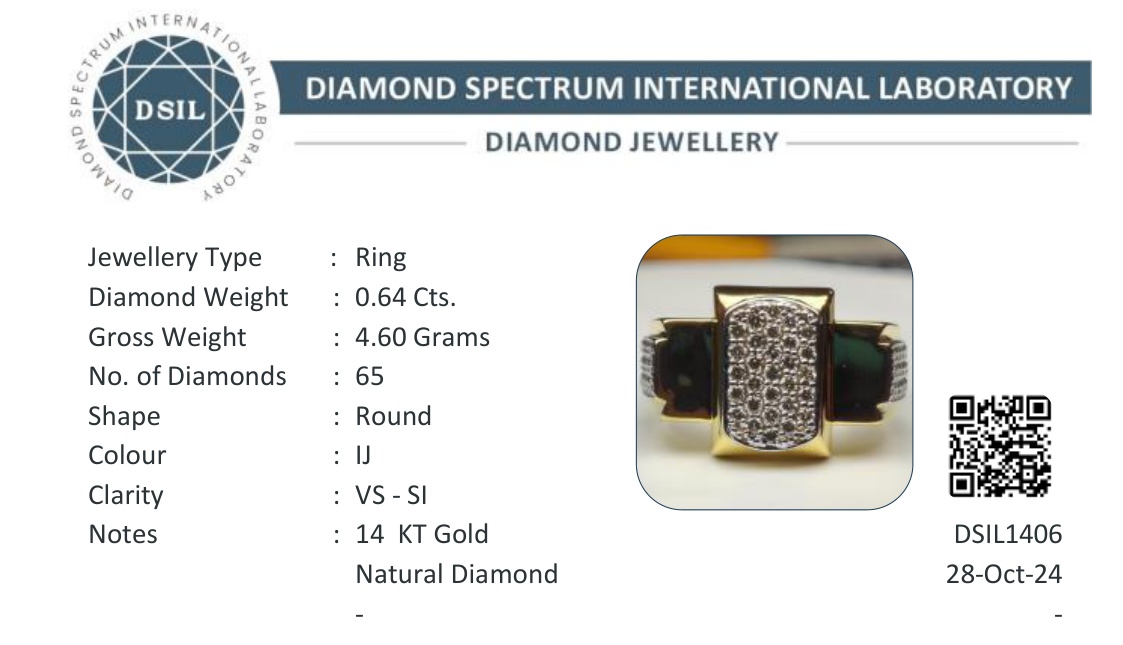 DIAMOND SPECTRUM INTERNATIONAL LABORATORY
DSIL
DIAMOND SPECTRUM INTERNATIONAL LABORATORY
DIAMOND JEWELLERY
Jewellery Type : Ring
Diamond Weight : 0.64 Cts.
Gross Weight : 4.60 Grams
No. of Diamonds : 65
Shape : Round
Colour : IJ
Clarity : VS - SI
Notes : 14 KT Gold
Natural Diamond
-
DSIL1406
28-Oct-24
-